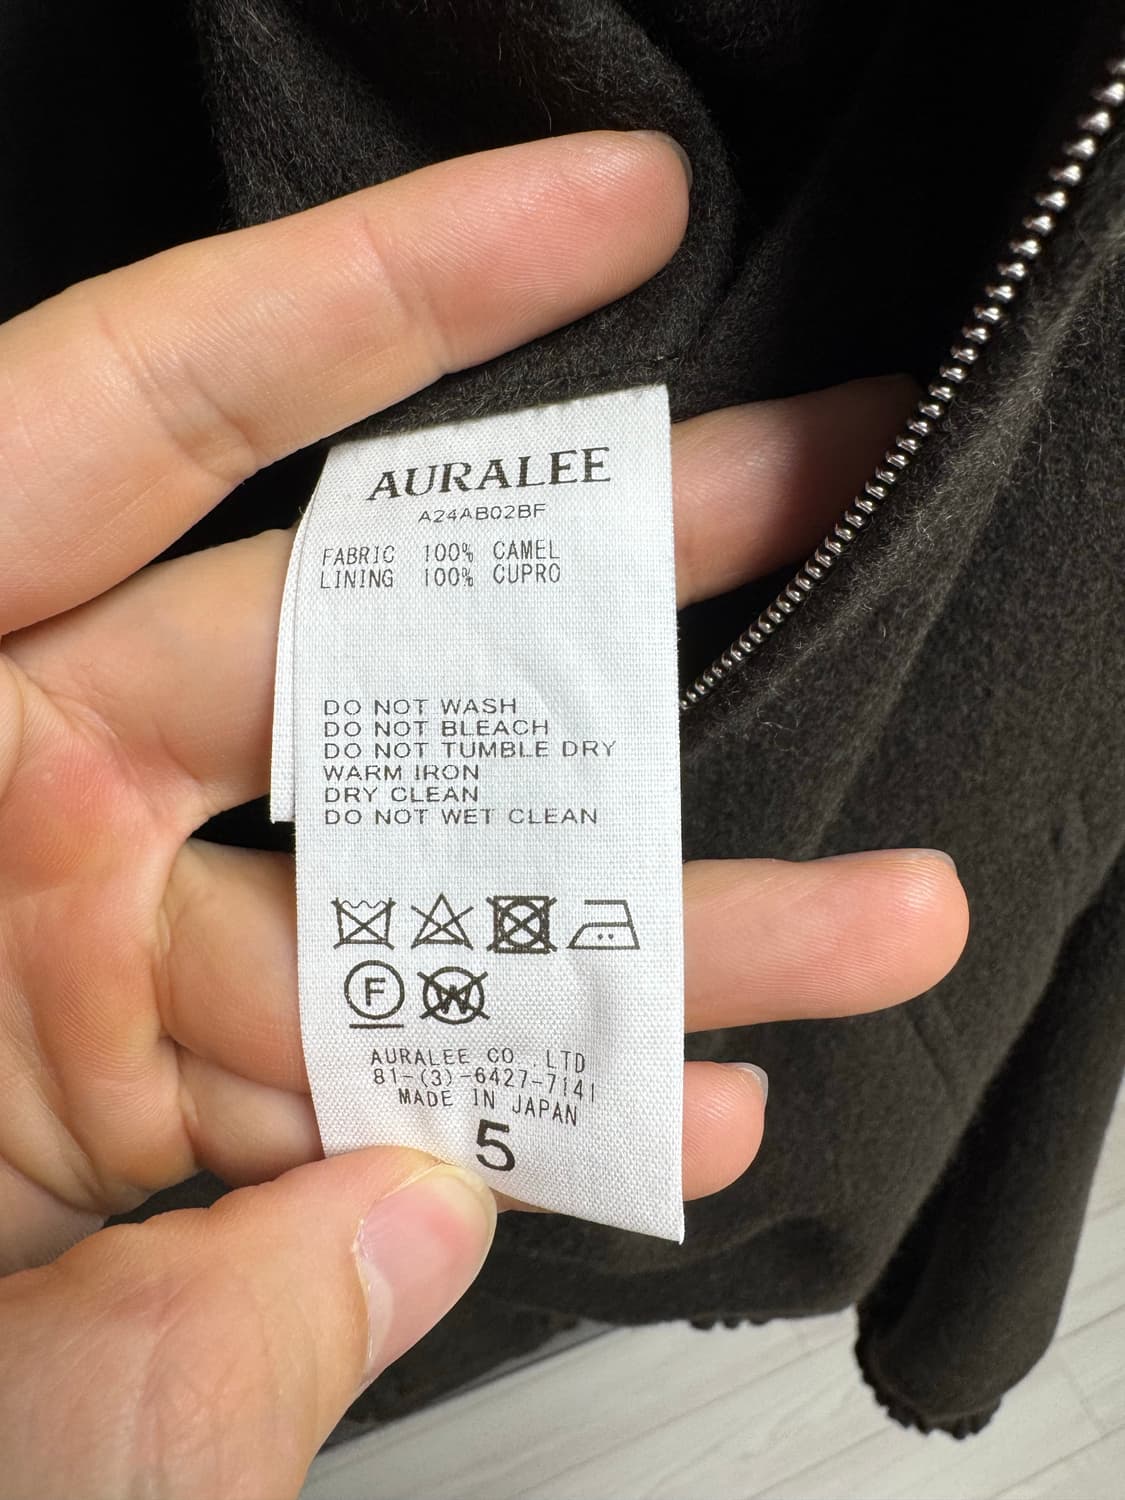 AURALEE
A24AB02BF
FABRIC 100% CAMEL
LINING 100% CUPRO
DO NOT WASH
DO NOT BLEACH
DO NOT TUMBLE DRY
WARM IRON
DRY CLEAN
DO NOT WET CLEAN
F W
AURALEE CO.,LTD
81-(3)-6427-7141
MADE IN JAPAN
5